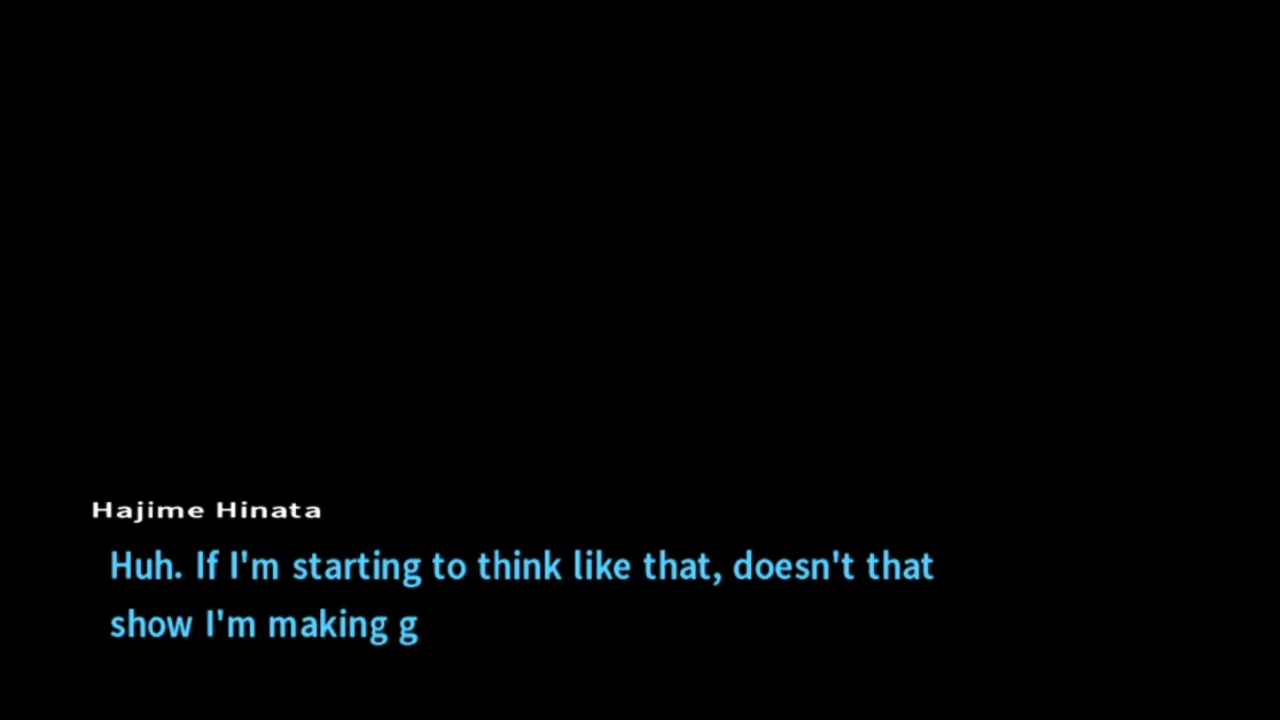 Hajime Hinata
Huh. If I'm starting to think like that, doesn't that
show I'm making g